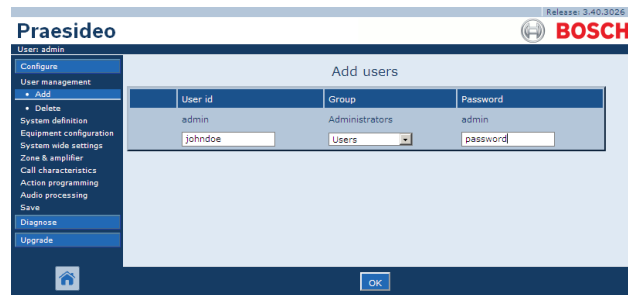 Release: 3.40.3026
Praesideo
BOSCH
User: admin
Configure
User management
• Add
• Delete
System definition
Equipment configuration
System wide settings
Zone & amplifier
Call characteristics
Action programming
Audio processing
Save
Diagnose
Upgrade
Add users
User id Group Password
admin Administrators admin
johndoe Users password
OK